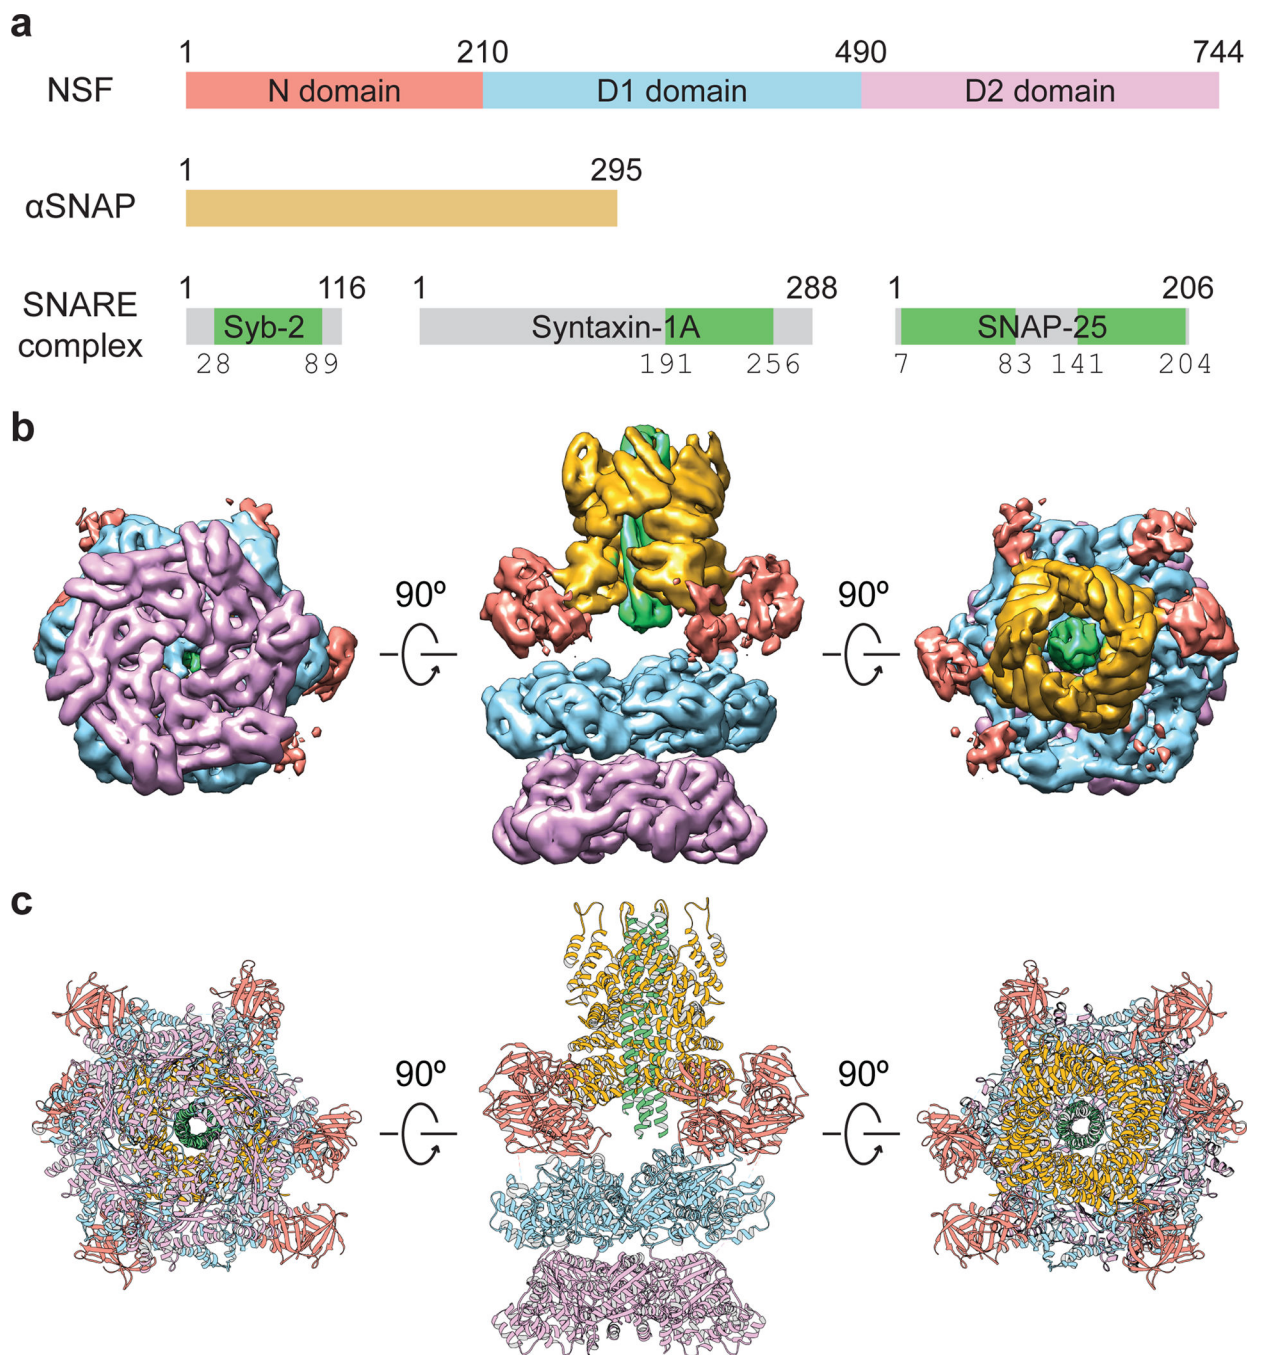 a
1 210 490 744
NSF N domain D1 domain D2 domain
1 295
αSNAP
1 116 1 288 1 206
SNARE complex Syb-2 Syntaxin-1A SNAP-25
28 89 191 256 7 83 141 204
b
90º 90º
c
90º 90º